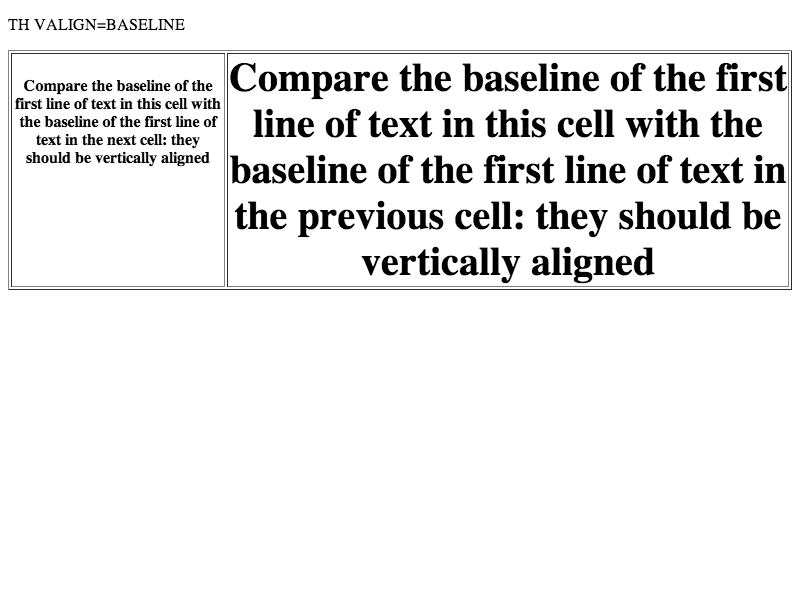 TH VALIGN=BASELINE
Compare the baseline of the
first line of text in this cell with
the baseline of the first line of
text in the next cell: they
should be vertically aligned
Compare the baseline of the first
line of text in this cell with the
baseline of the first line of text in
the previous cell: they should be
vertically aligned